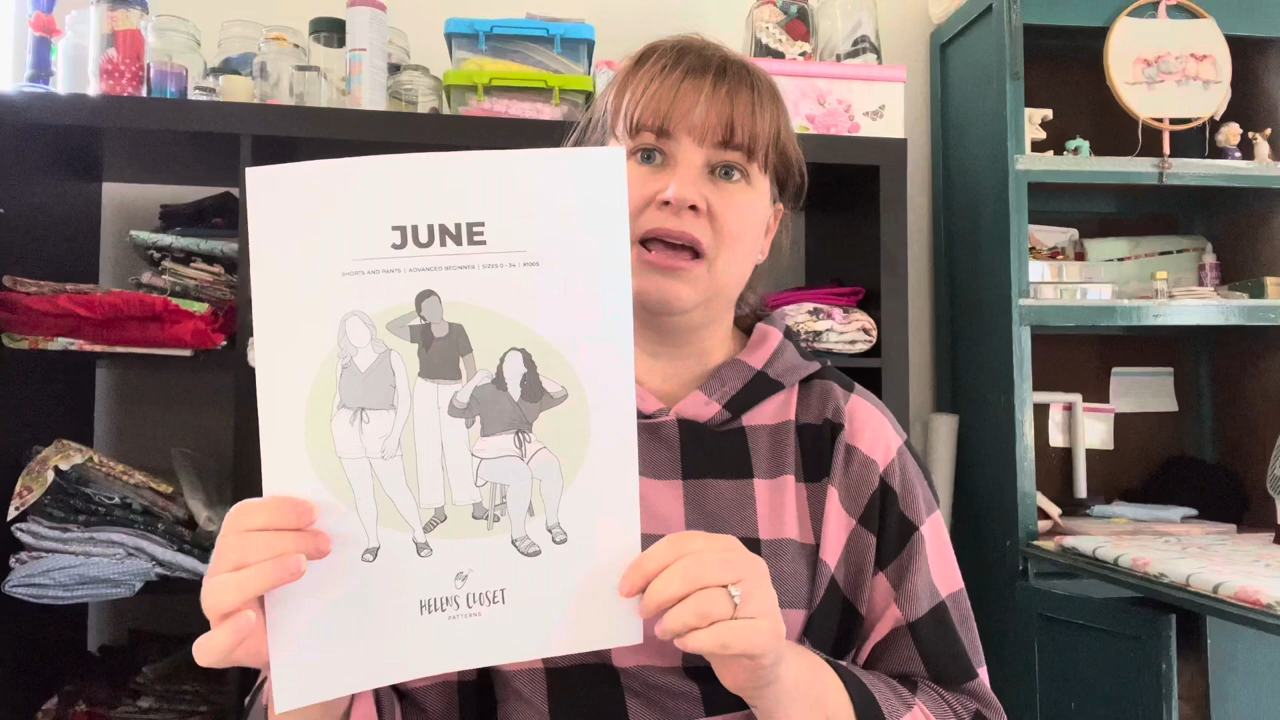 JUNE
SHORTS AND PANTS | ADVANCED BEGINNER | SIZES 0 - 34 | #1005
HELEN'S CLOSET
PATTERNS